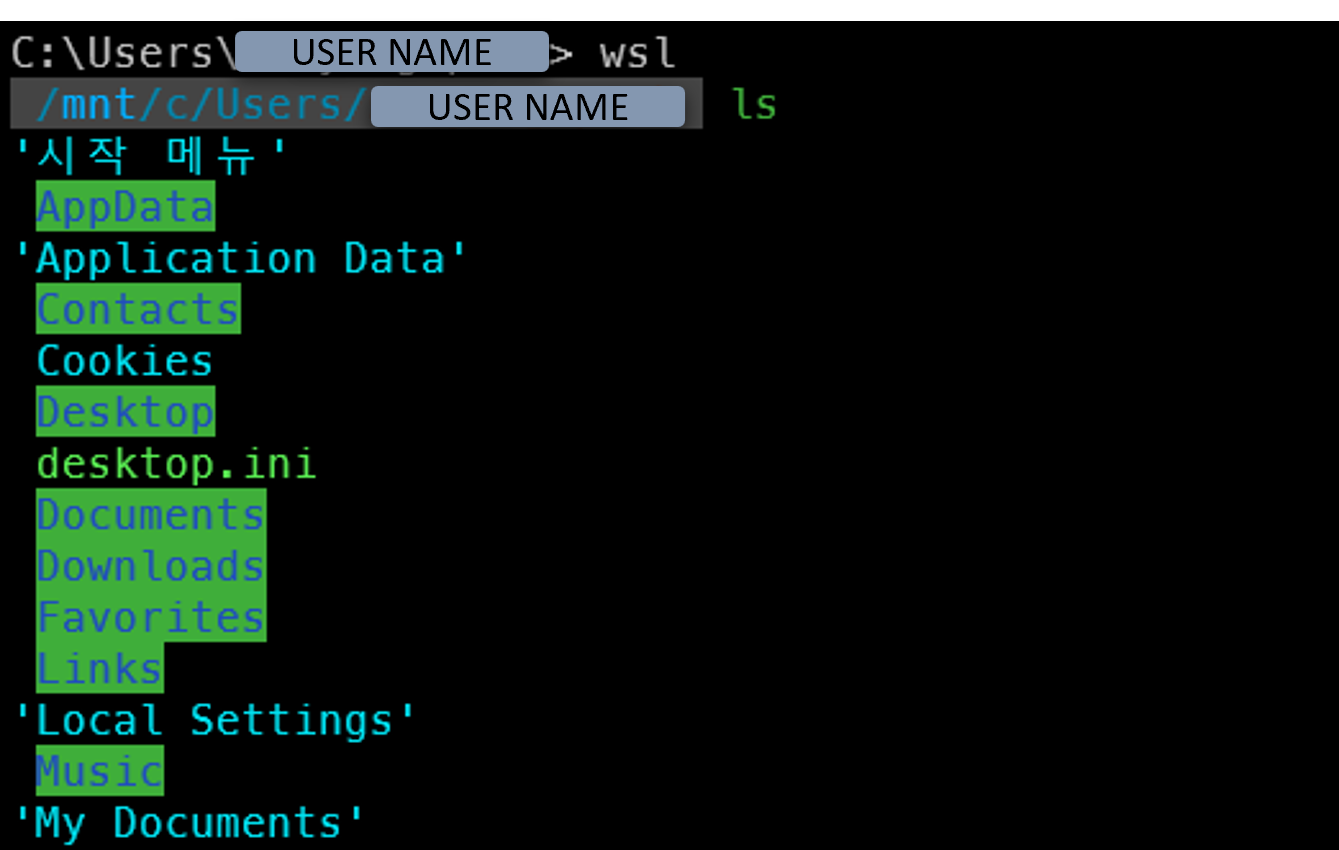 C:\Users\USER NAME> wsl
/mnt/c/Users/USER NAME ls
'시작 메뉴'
AppData
'Application Data'
Contacts
Cookies
Desktop
desktop.ini
Documents
Downloads
Favorites
Links
'Local Settings'
Music
'My Documents'